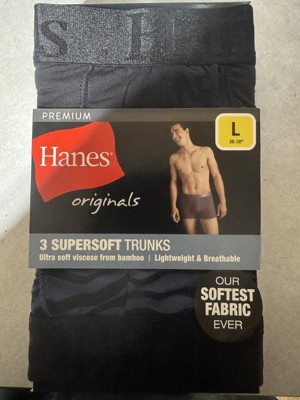 PREMIUM
Hanes
originals
L
36-38"
3 SUPERSOFT TRUNKS
Ultra soft viscose from bamboo | Lightweight & Breathable
OUR
SOFTEST
FABRIC
EVER